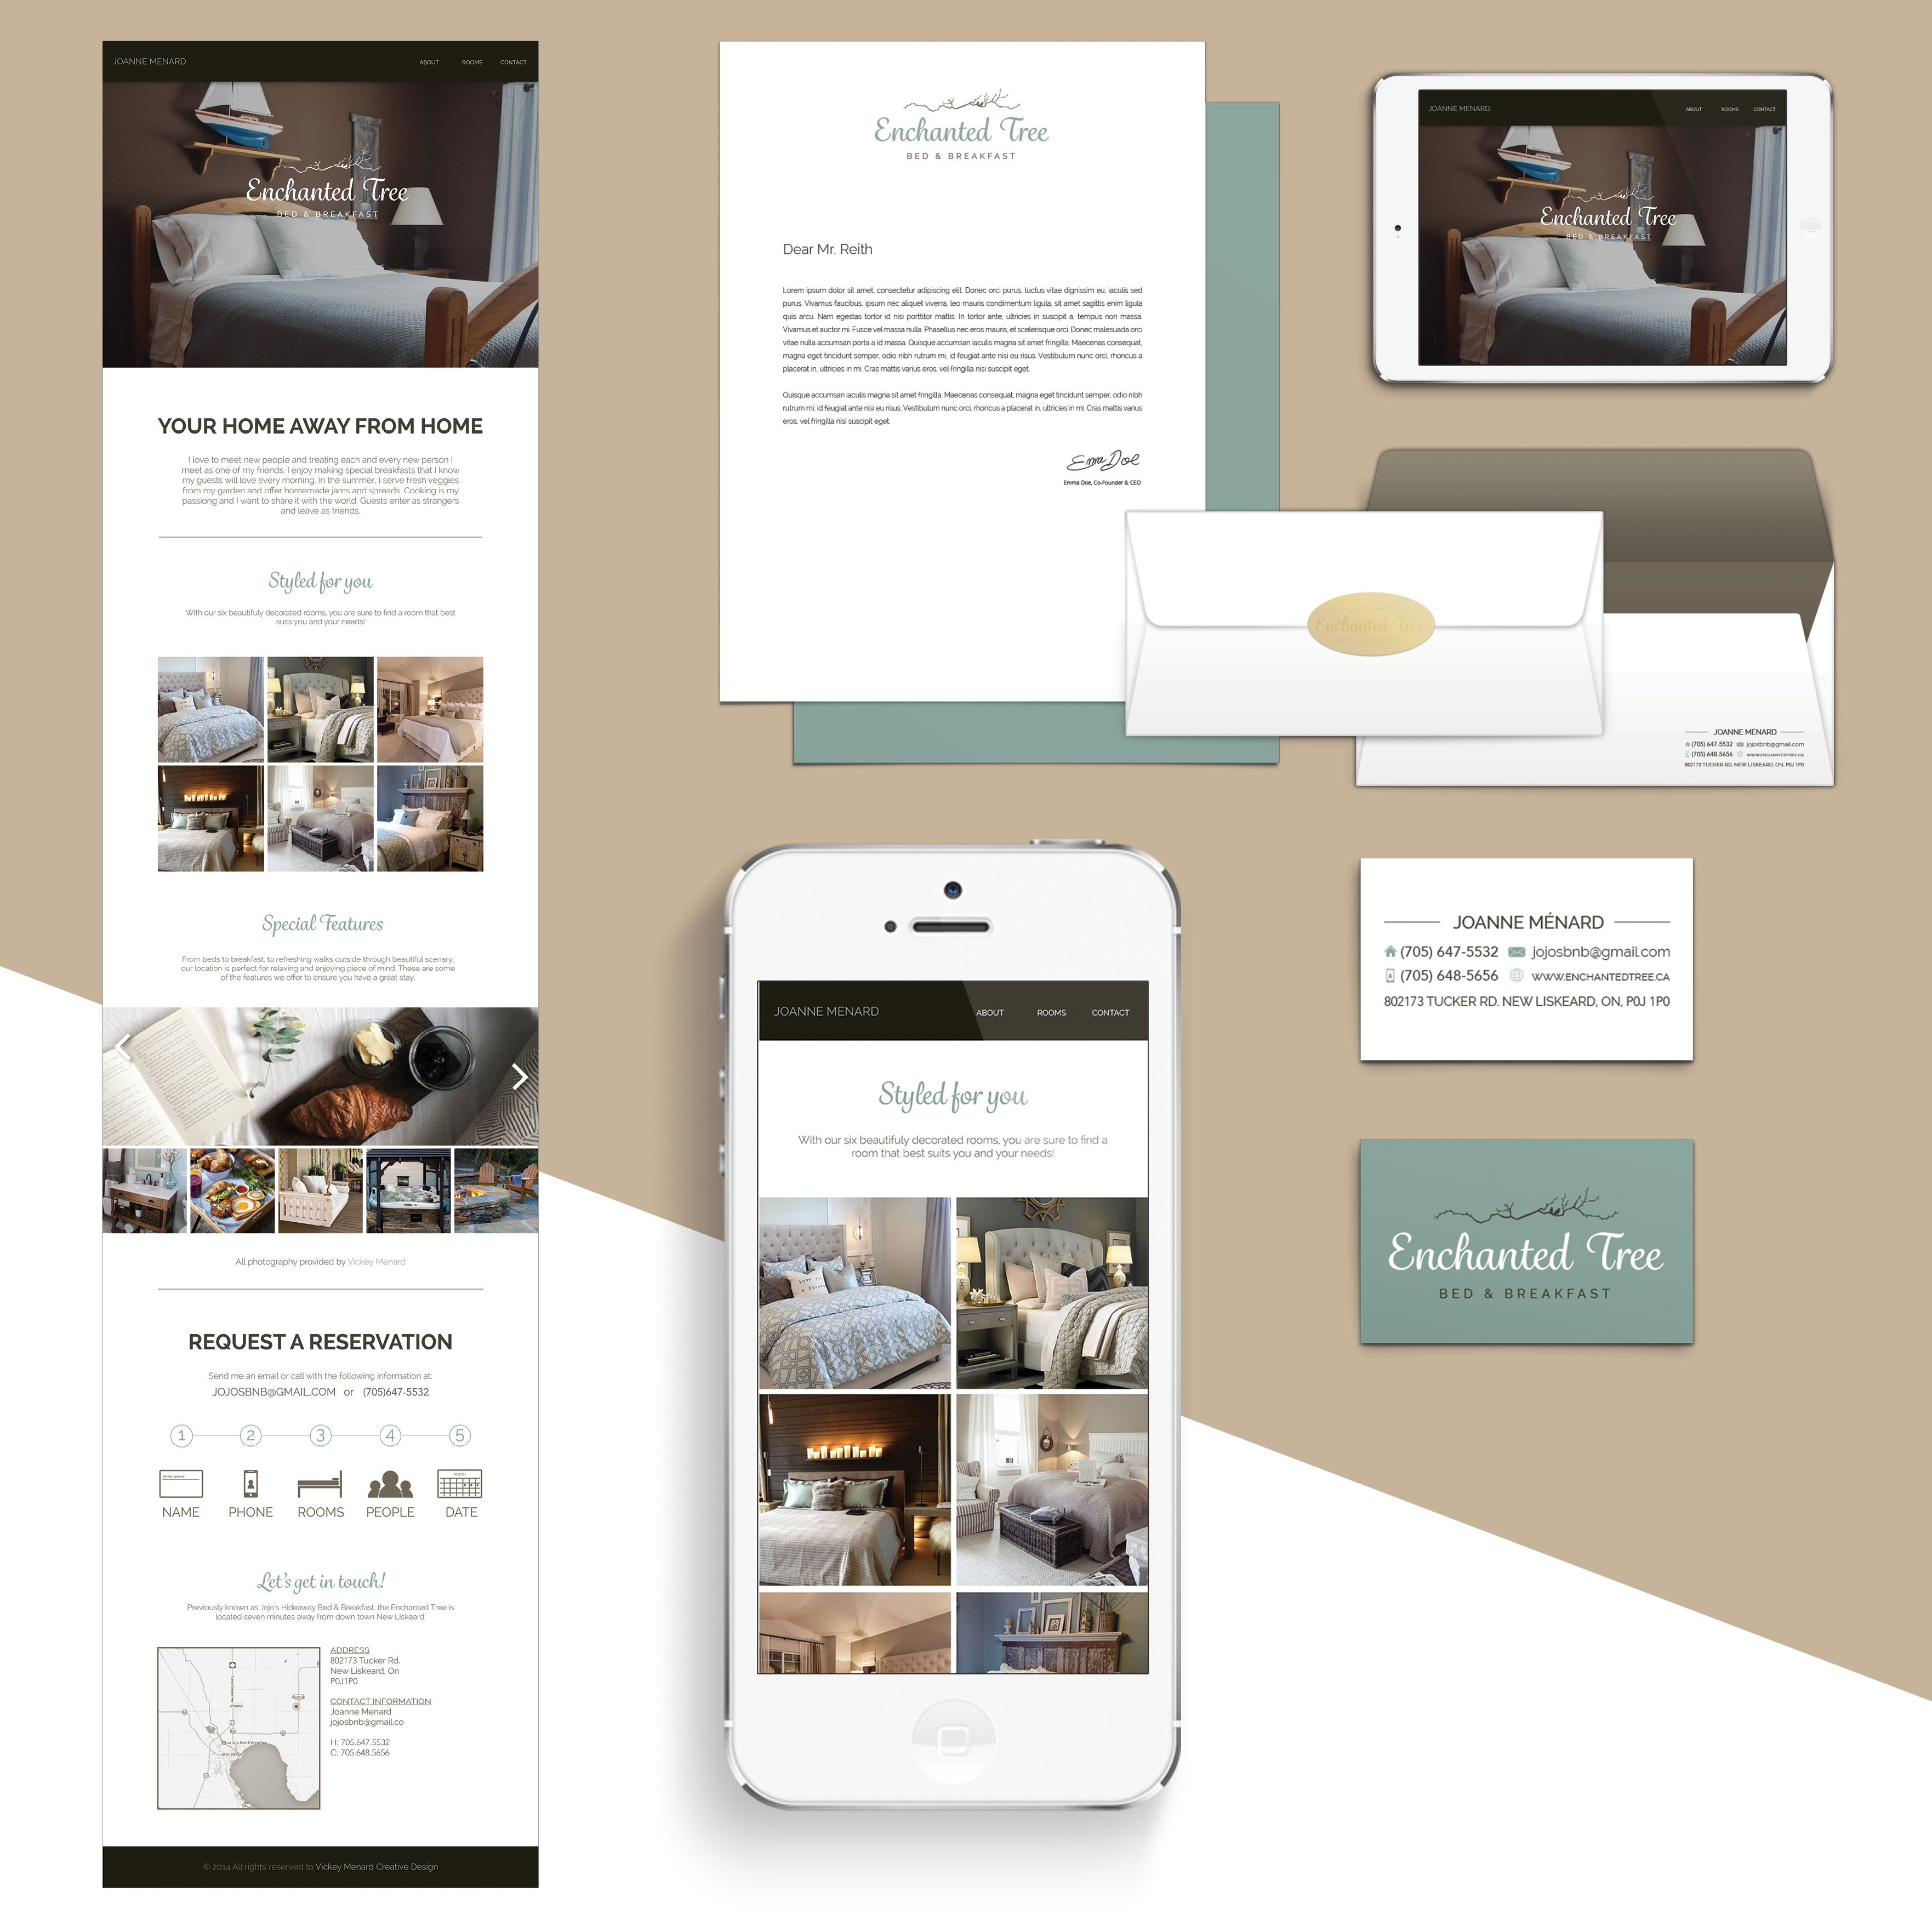 JOANNE MENARD
ABOUT ROOMS CONTACT
Enchanted Tree
BED & BREAKFAST
YOUR HOME AWAY FROM HOME
I love to meet new people and treating each and every new person I
meet as one of my friends. I enjoy making special breakfasts that I know
my guests will love every morning. In the summer, I serve fresh veggies
from my garden and offer homemade jams and spreads. Cooking is my
passiong and I want to share it with the world. Guests enter as strangers
and leave as friends.
Styled for you
With our six beautifuly decorated rooms, you are sure to find a room that best
suits you and your needs!
Special Features
From beds to breakfast, to refreshing walks outside through beautiful scenary,
our location is perfect for relaxing and enjoying piece of mind. These are some
of the features we offer to ensure you have a great stay.
All photography provided by Vickey Menard
REQUEST A RESERVATION
Send me an email or call with the following information at:
JOJOSBNB@GMAIL.COM or (705)647-5532
1 2 3 4 5
MONTH
NAME PHONE ROOMS PEOPLE DATE
Let's get in touch!
Previously known as Jojo's Hideaway Bed & Breakfast, the Enchanted Tree is
located seven minutes away from down town New Liskeard.
ADDRESS
802173 Tucker Rd.
New Liskeard, On
P0J1P0
CONTACT INFORMATION
Joanne Menard
jojosbnb@gmail.co
H: 705.647.5532
C: 705.648.5656
© 2014 All rights reserved to Vickey Menard Creative Design
Enchanted Tree
BED & BREAKFAST
Dear Mr. Reith
Lorem ipsum dolor sit amet, consectetur adipiscing elit. Donec orci purus, luctus vitae dignissim eu, iaculis sed
purus. Vivamus faucibus, ipsum nec aliquet viverra, leo mauris condimentum ligula, sit amet sagittis enim ligula
quis arcu. Nam egestas tortor id nisi porttitor mattis. In tortor ante, ultricies in suscipit a, tempus non massa.
Vivamus et auctor mi. Fusce vel massa nulla. Phasellus nec eros mauris, et scelerisque orci. Donec malesuada orci
vitae nulla accumsan porta a id massa. Quisque accumsan iaculis magna sit amet fringilla. Maecenas consequat,
magna eget tincidunt semper, odio nibh rutrum mi, id feugiat ante nisi eu risus. Vestibulum nunc orci, rhoncus a
placerat in, ultricies in mi. Cras mattis varius eros, vel fringilla nisi suscipit eget.
Quisque accumsan iaculis magna sit amet fringilla. Maecenas consequat, magna eget tincidunt semper, odio nibh
rutrum mi, id feugiat ante nisi eu risus. Vestibulum nunc orci, rhoncus a placerat in, ultricies in mi. Cras mattis varius
eros, vel fringilla nisi suscipit eget.
Emma Doe
Emma Doe, Co-Founder & CEO
JOANNE MENARD
ABOUT ROOMS CONTACT
Enchanted Tree
BED & BREAKFAST
Enchanted Tree
JOANNE MENARD
(705) 647-5532 jojosbnb@gmail.com
(705) 648-5656 WWW.ENCHANTEDTREE.CA
802173 TUCKER RD. NEW LISKEARD, ON, P0J 1P0
JOANNE MENARD
ABOUT ROOMS CONTACT
Styled for you
With our six beautifuly decorated rooms, you are sure to find a
room that best suits you and your needs!
JOANNE MÉNARD
(705) 647-5532 jojosbnb@gmail.com
(705) 648-5656 WWW.ENCHANTEDTREE.CA
802173 TUCKER RD. NEW LISKEARD, ON, P0J 1P0
Enchanted Tree
BED & BREAKFAST